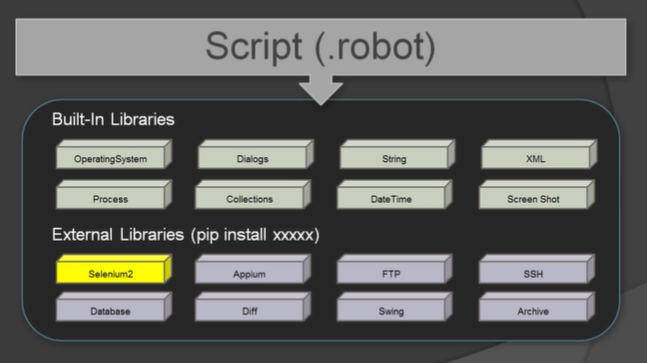 Script (.robot)
Built-In Libraries
OperatingSystem Dialogs String XML
Process Collections DateTime Screen Shot
External Libraries (pip install xxxxx)
Selenium2 Appium FTP SSH
Database Diff Swing Archive